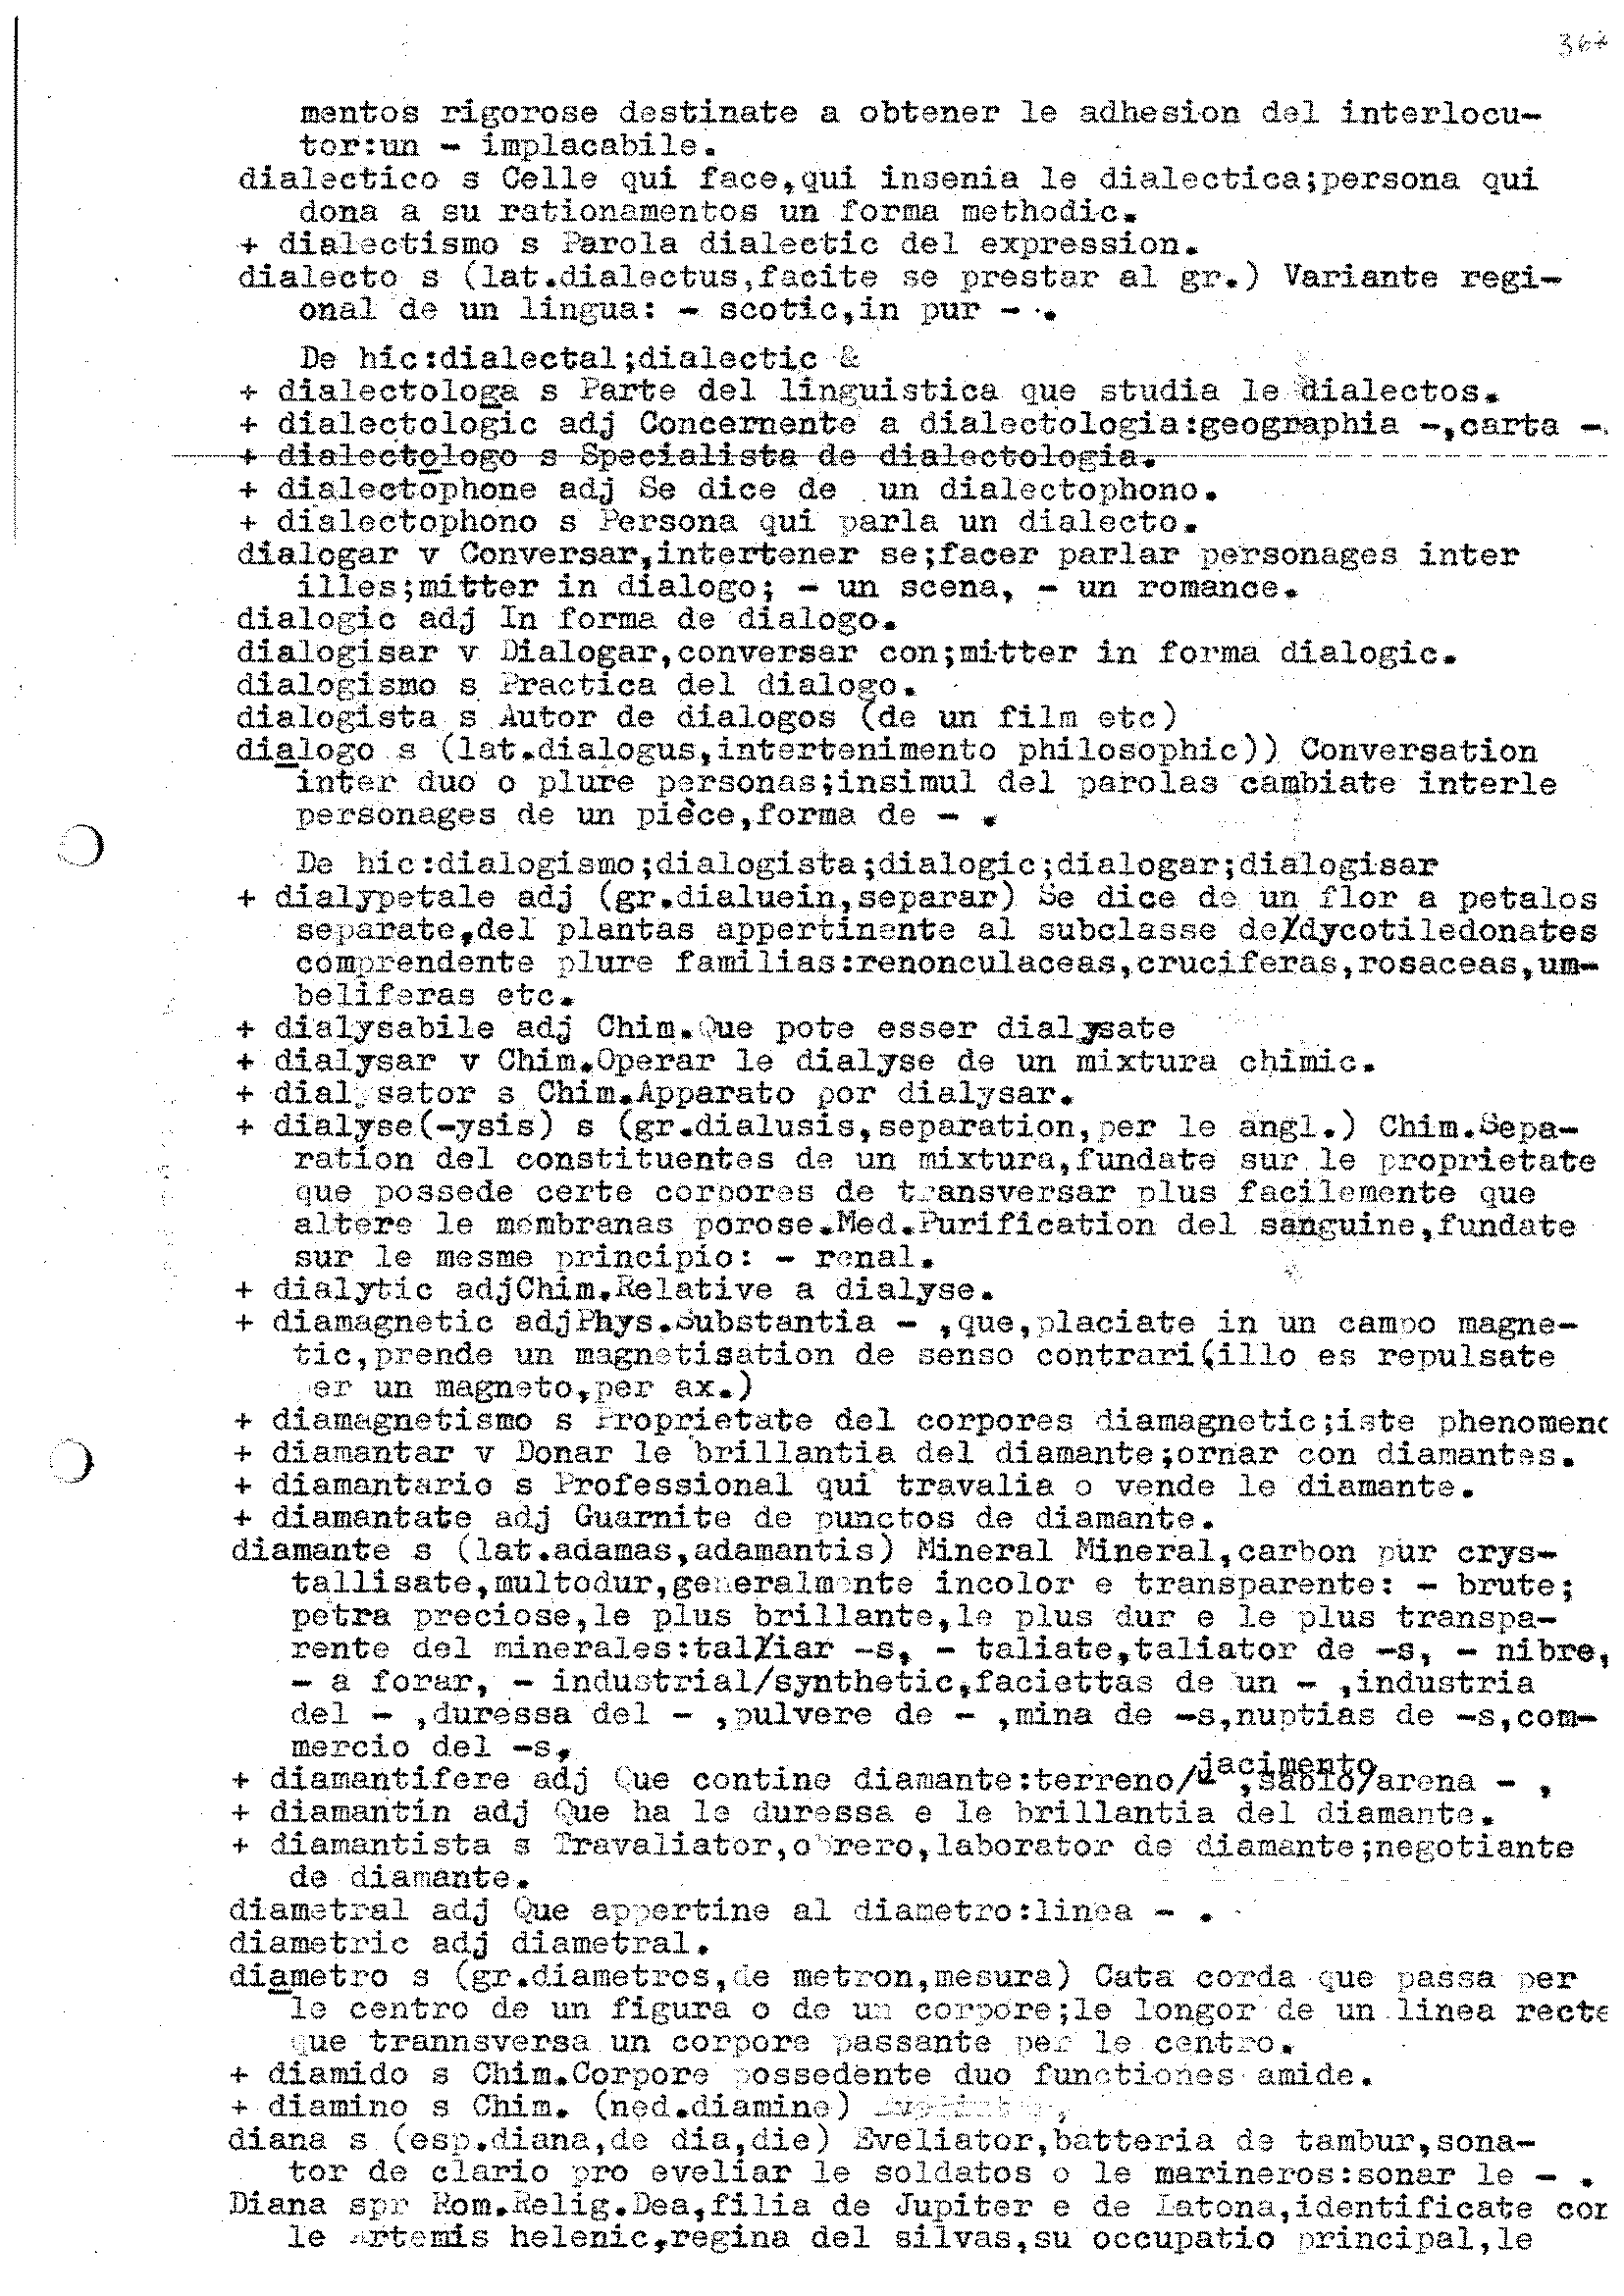 367
mentos rigorose destinate a obtener le adhesion del interlocu-
tor:un - implacabile.
dialectico s Celle qui face,qui insenia le dialectica;persona qui
dona a su rationamentos un forma methodic.
+ dialectismo s Parola dialectic del expression.
dialecto s (lat.dialectus,facite se prestar al gr.) Variante regi-
onal de un lingua: - scotic,in pur - .
De hic:dialectal;dialectic &
+ dialectologa s Parte del linguistica que studia le dialectos.
+ dialectologic adj Concernente a dialectologia:geographia -,carta -.
+ dialectologo s Specialista de dialectologia.
+ dialectophone adj Se dice de un dialectophono.
+ dialectophono s Persona qui parla un dialecto.
dialogar v Conversar,intertener se;facer parlar personages inter
illes;mitter in dialogo; - un scena, - un romance.
dialogic adj In forma de dialogo.
dialogisar v Dialogar,conversar con;mitter in forma dialogic.
dialogismo s Practica del dialogo.
dialogista s Autor de dialogos (de un film etc)
dialogo s (lat.dialogus,intertenimento philosophic)) Conversation
inter duo o plure personas;insimul del parolas cambiate interle
personages de un pièce,forma de - .
De hic:dialogismo;dialogista;dialogic;dialogar;dialogisar
+ dialypetale adj (gr.dialuein,separar) Se dice de un flor a petalos
separate,del plantas appertinente al subclasse de/dycotiledonates
comprendente plure familias:renonculaceas,cruciferas,rosaceas,um-
beliferas etc.
+ dialysabile adj Chim.Que pote esser dialysate
+ dialysar v Chim.Operar le dialyse de un mixtura chimic.
+ dialysator s Chim.Apparato por dialysar.
+ dialyse(-ysis) s (gr.dialusis,separation,per le angl.) Chim.Sepa-
ration del constituentes de un mixtura,fundate sur le proprietate
que possede certe corpores de transversar plus facilemente que
altere le membranas porose.Med.Purification del sanguine,fundate
sur le mesme principio: - renal.
+ dialytic adjChim.Relative a dialyse.
+ diamagnetic adjPhys.Substantia - ,que,placiate in un campo magne-
tic,prende un magnetisation de senso contrari(illo es repulsate
er un magneto,per ax.)
+ diamagnetismo s Proprietate del corpores diamagnetic;iste phenomeno
+ diamantar v Donar le brillantia del diamante;ornar con diamantes.
+ diamantario s Professional qui travalia o vende le diamante.
+ diamantate adj Guarnite de punctos de diamante.
diamante s (lat.adamas,adamantis) Mineral Mineral,carbon pur crys-
tallisate,multodur,generalmente incolor e transparente: - brute;
petra preciose,le plus brillante,le plus dur e le plus transpa-
rente del minerales:tal/iar -s, - taliate,taliator de -s, - nibre,
- a forar, - industrial/synthetic,faciettas de un - ,industria
del - ,duressa del - ,pulvere de - ,mina de -s,nuptias de -s,com-
mercio del -s,
+ diamantifere adj Que contine diamante:terreno/jacimento - ,sablo/arena - ,
+ diamantin adj Que ha le duressa e le brillantia del diamante.
+ diamantista s Travaliator,obrero,laborator de diamante;negotiante
de diamante.
diametral adj Que appertine al diametro:linea - .
diametric adj diametral.
diametro s (gr.diametros,de metron,mesura) Cata corda que passa per
le centro de un figura o de un corpore;le longor de un linea recte
que trannsversa un corpore passante per le centro.
+ diamido s Chim.Corpore possedente duo functiones amide.
+ diamino s Chim. (ned.diamine)
diana s (esp.diana,de dia,die) Eveliator,batteria de tambur,sona-
tor de clario pro eveliar le soldatos o le marineros:sonar le - .
Diana spr Rom.Relig.Dea,filia de Jupiter e de Latona,identificate con
le Artemis helenic,regina del silvas,su occupatio principal,le